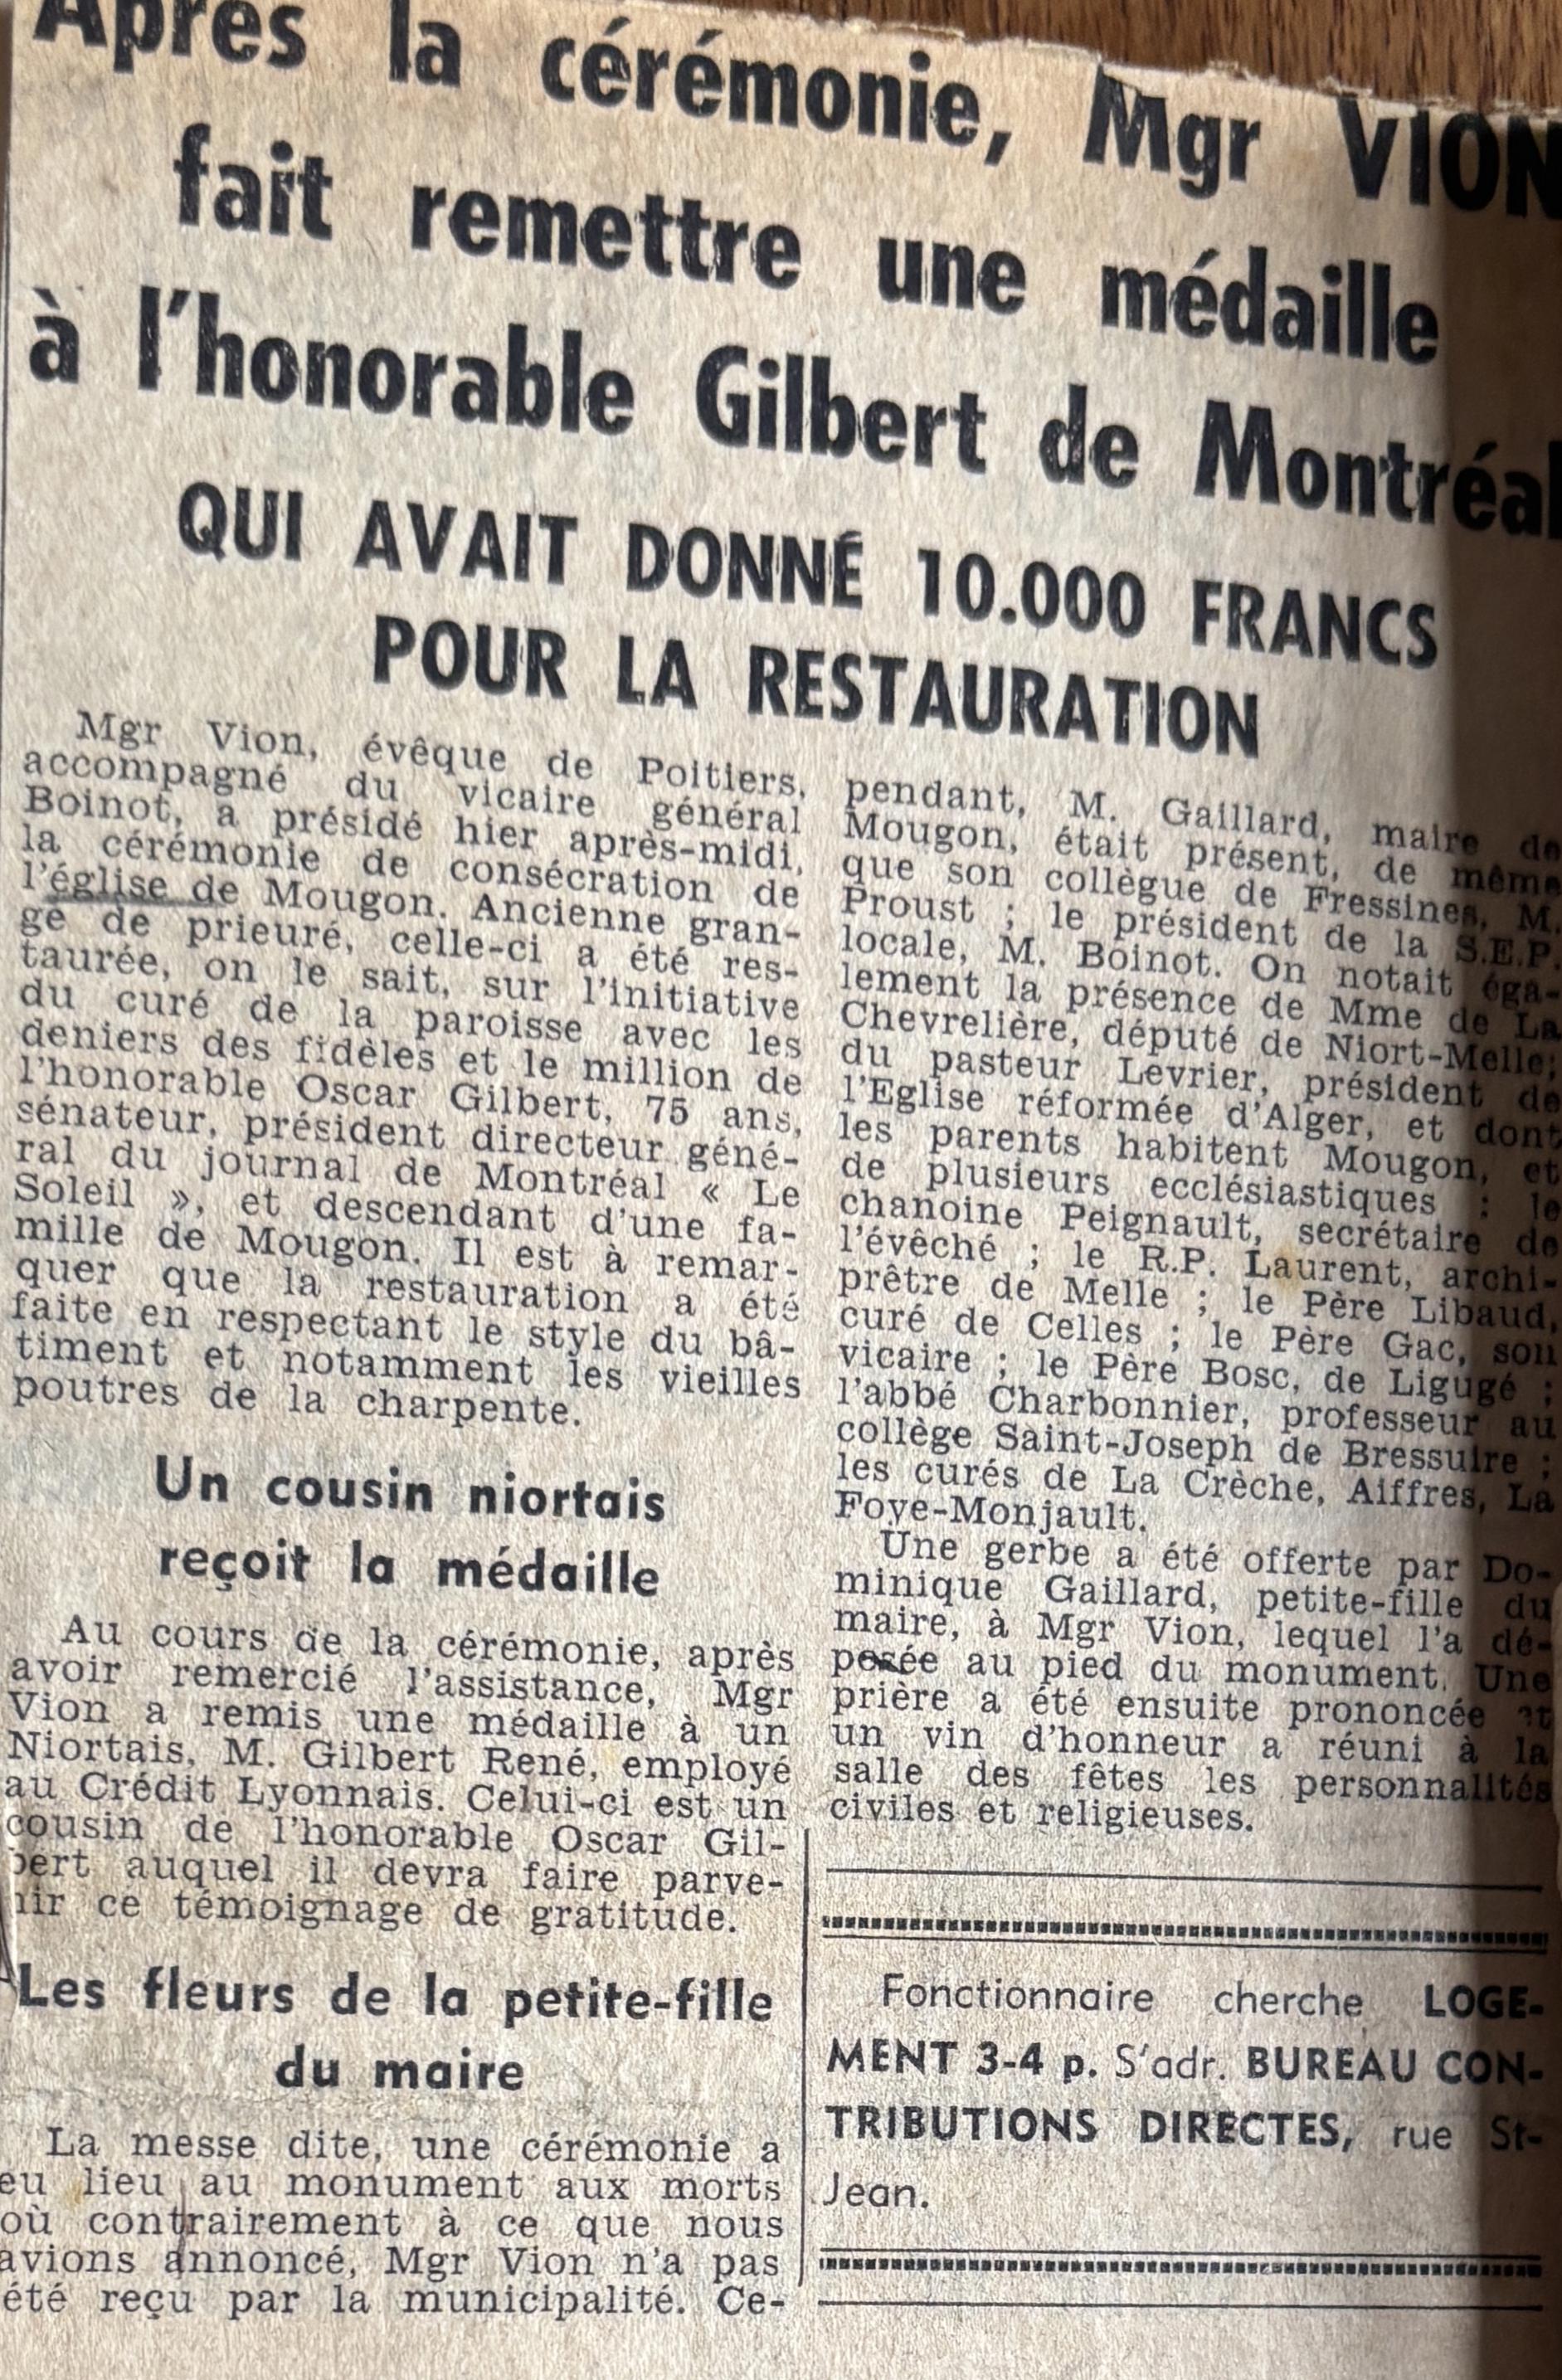 Après la cérémonie, Mgr VION
fait remettre une médaille
à l'honorable Gilbert de Montréal
QUI AVAIT DONNÉ 10.000 FRANCS
POUR LA RESTAURATION
Mgr Vion, évêque de Poitiers,
accompagné du vicaire général
Boinot, a présidé hier après-midi,
la cérémonie de consécration de
l'église de Mougon. Ancienne gran-
ge de prieuré, celle-ci a été res-
taurée, on le sait, sur l'initiative
du curé de la paroisse avec les
deniers des fidèles et le million de
l'honorable Oscar Gilbert, 75 ans,
sénateur, président directeur géné-
ral du journal de Montréal « Le
Soleil », et descendant d'une fa-
mille de Mougon. Il est à remar-
quer que la restauration a été
faite en respectant le style du bâ-
timent et notamment les vieilles
poutres de la charpente.
Un cousin niortais
reçoit la médaille
Au cours de la cérémonie, après
avoir remercié l'assistance, Mgr
Vion a remis une médaille à un
Niortais, M. Gilbert René, employé
au Crédit Lyonnais. Celui-ci est un
cousin de l'honorable Oscar Gil-
bert auquel il devra faire parve-
nir ce témoignage de gratitude.
Les fleurs de la petite-fille
du maire
La messe dite, une cérémonie a
eu lieu au monument aux morts
où contrairement à ce que nous
avions annoncé, Mgr Vion n'a pas
été reçu par la municipalité. Ce-
pendant, M. Gaillard, maire de
Mougon, était présent, de même
que son collègue de Fressines, M.
Proust ; le président de la S.E.P.
locale, M. Boinot. On notait éga-
lement la présence de Mme de La
Chevrelière, député de Niort-Melle;
du pasteur Levrier, président de
l'Eglise réformée d'Alger, et dont
les parents habitent Mougon, et
de plusieurs ecclésiastiques : le
chanoine Peignault, secrétaire de
l'évêché ; le R.P. Laurent, archi-
prêtre de Melle ; le Père Libaud,
curé de Celles ; le Père Gac, son
vicaire ; le Père Bosc, de Ligugé ;
l'abbé Charbonnier, professeur au
collège Saint-Joseph de Bressuire ;
les curés de La Crèche, Aiffres, La
Foye-Monjault.
Une gerbe a été offerte par Do-
minique Gaillard, petite-fille du
maire, à Mgr Vion, lequel l'a dé-
posée au pied du monument. Une
prière a été ensuite prononcée et
un vin d'honneur a réuni à la
salle des fêtes les personnalités
civiles et religieuses.
Fonctionnaire cherche LOGE-
MENT 3-4 p. S'adr. BUREAU CON-
TRIBUTIONS DIRECTES, rue St-
Jean.